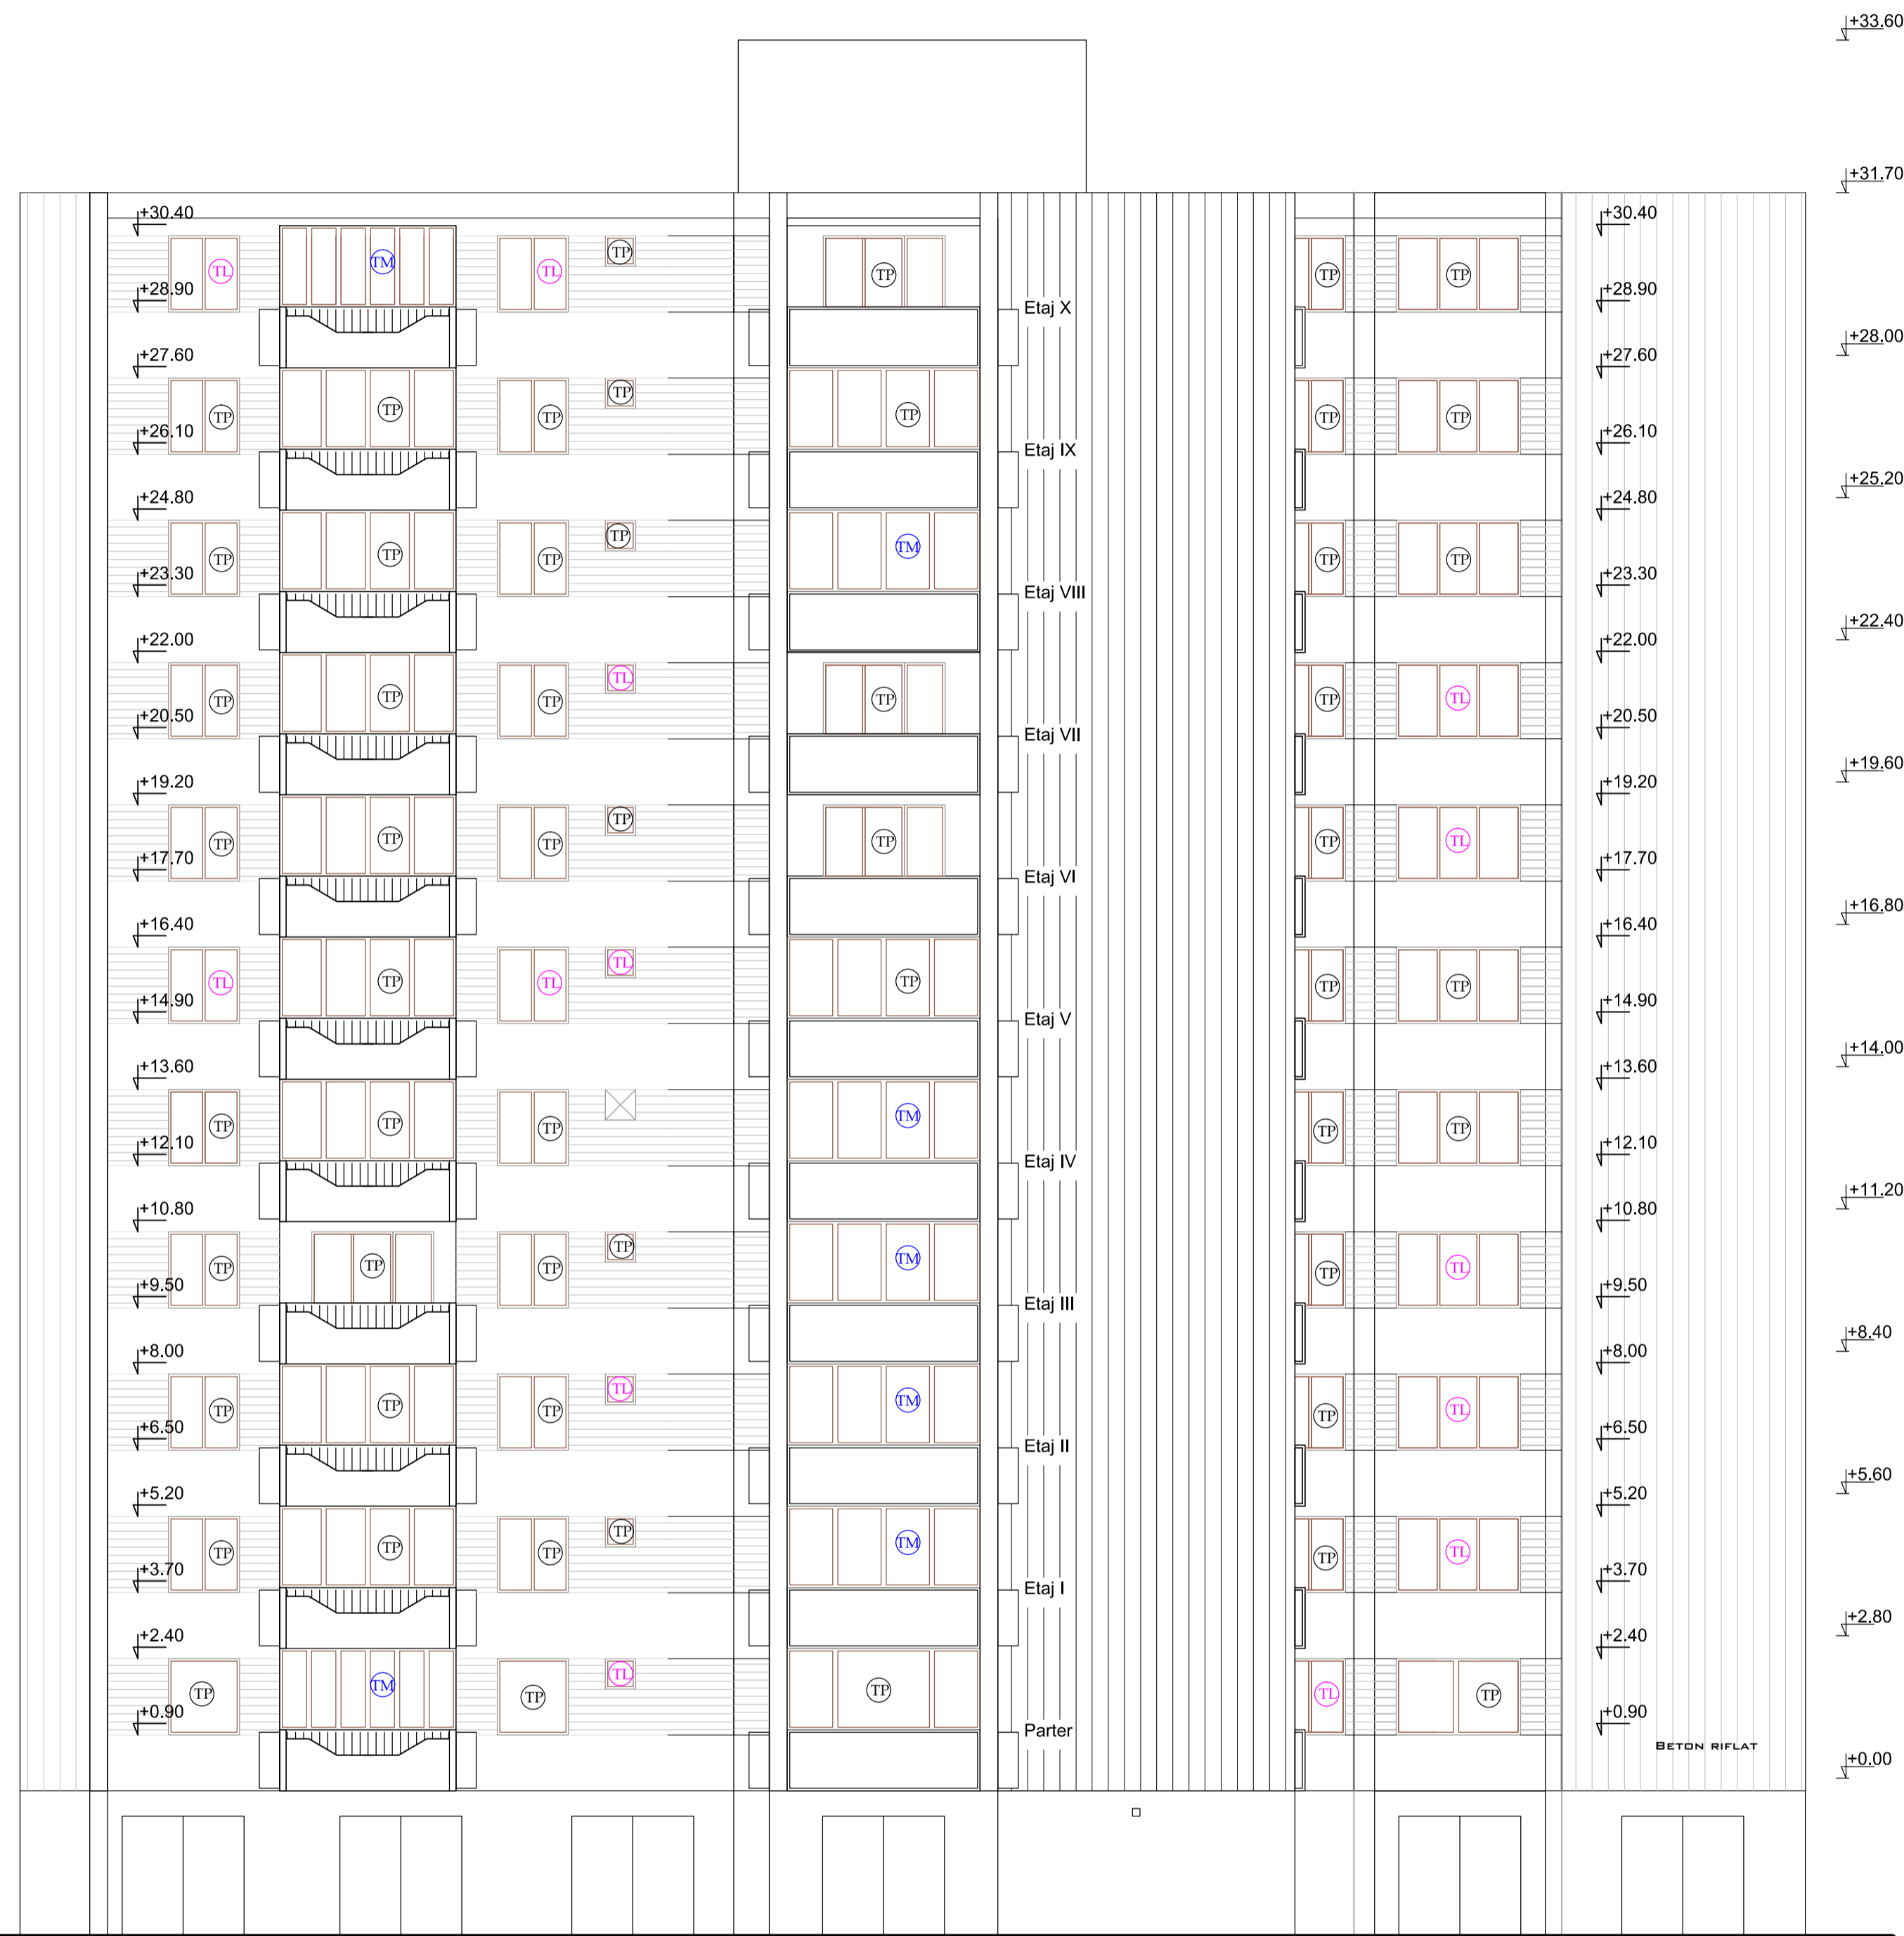 +33.60
+31.70
+30.40 +30.40
TM TP
TL TL TP TP TP
+28.90 +28.90
Etaj X
+28.00
+27.60 +27.60
TP
TP TP TP TP TP TP
+26.10 +26.10
Etaj IX
+25.20
+24.80 +24.80
TP
TP TP TP TM TP TP
+23.30 +23.30
Etaj VIII
+22.40
+22.00 +22.00
TL
TP TP TP TP TP TL
+20.50 +20.50
Etaj VII
+19.60
+19.20 +19.20
TP
TP TP TP TP TP TL
+17.70 +17.70
Etaj VI
+16.80
+16.40 +16.40
TL
TL TP TL TP TP TP
+14.90 +14.90
Etaj V
+14.00
+13.60 +13.60
TP TP TP TM TP TP
+12.10 +12.10
Etaj IV
+11.20
+10.80 +10.80
TP
TP TP TP TM TP TL
+9.50 +9.50
Etaj III
+8.40
+8.00 +8.00
TL
TP TP TP TM TP TL
+6.50 +6.50
Etaj II
+5.60
+5.20 +5.20
TP
TP TP TP TM TP TL
+3.70 +3.70
Etaj I
+2.80
+2.40 +2.40
TL
TP TM TP TP TL TP
+0.90 +0.90
Parter
BETON RIFLAT
+0.00